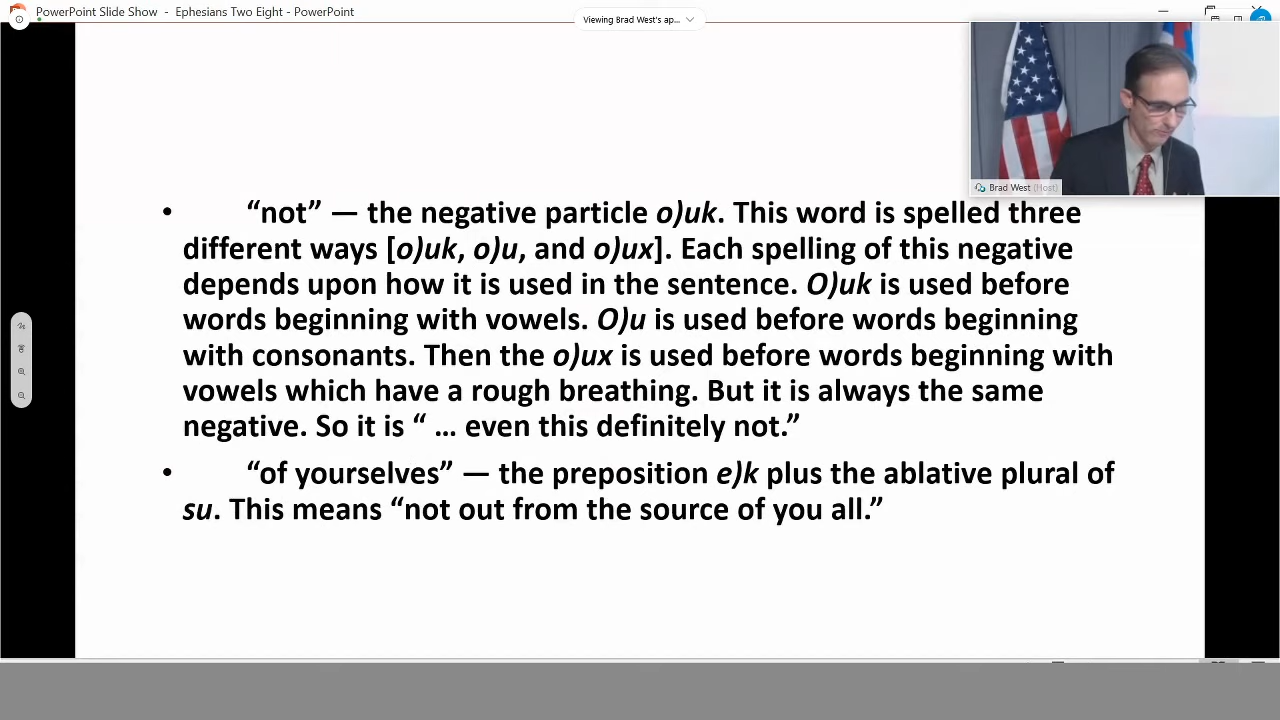 PowerPoint Slide Show - Ephesians Two Eight - PowerPoint
Viewing Brad West's ap...
Brad West (Host)
• “not” — the negative particle o)uk. This word is spelled three
different ways [o)uk, o)u, and o)ux]. Each spelling of this negative
depends upon how it is used in the sentence. O)uk is used before
words beginning with vowels. O)u is used before words beginning
with consonants. Then the o)ux is used before words beginning with
vowels which have a rough breathing. But it is always the same
negative. So it is “ … even this definitely not.”
• “of yourselves” — the preposition e)k plus the ablative plural of
su. This means “not out from the source of you all.”